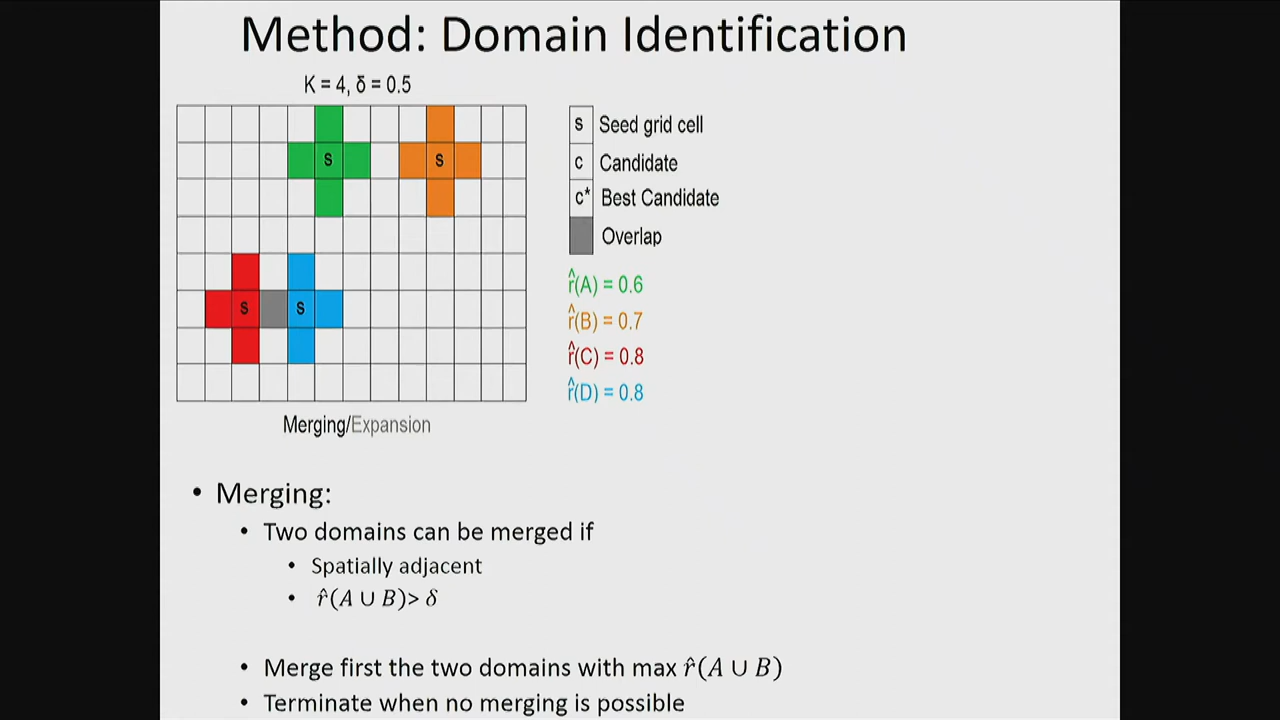 Method: Domain Identification
K = 4, δ = 0.5
s
s
s
s
Merging/Expansion
s Seed grid cell
c Candidate
c* Best Candidate
Overlap
r̂(A) = 0.6
r̂(B) = 0.7
r̂(C) = 0.8
r̂(D) = 0.8
• Merging:
• Two domains can be merged if
• Spatially adjacent
• r̂(A ∪ B)> δ
• Merge first the two domains with max r̂(A ∪ B)
• Terminate when no merging is possible